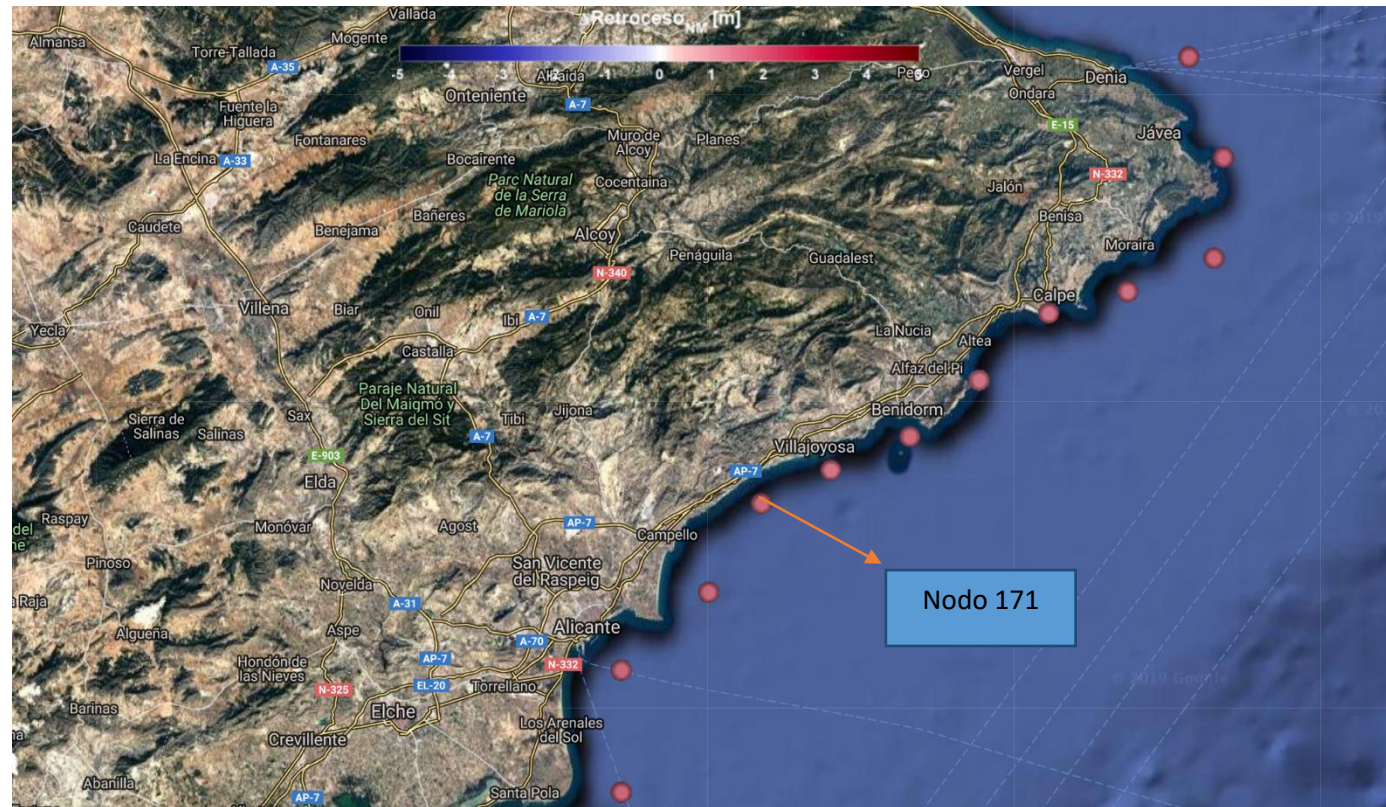 Vallada
ΔRetroceso_NM [m]
Almansa
Torre-Tallada
Mogente
A-35
-5 -4 -3 -2 -1 0 1 2 3 4 5
Albaida
Pego
Vergel
Denia
Onteniente
A-7
Ondara
Fuente la
Higuera
Fontanares
Muro de
Alcoy
Planes
E-15
Jávea
La Encina
A-33
Bocairente
Parc Natural
de la Serra
de Mariola
Cocentaina
Jalón
N-332
Caudete
Benejama
Bañeres
Alcoy
Benisa
Penáguila
Guadalest
Moraira
N-340
Villena
Biar
Onil
Ibi
A-7
Calpe
Yecla
Castalla
La Nucia
Altea
Alfaz del Pi
Paraje Natural
Del Maigmó y
Sierra del Sit
Sierra de
Salinas
Salinas
Sax
Tibi
Jijona
Benidorm
A-7
Villajoyosa
E-903
Elda
AP-7
Raspay
Monóvar
Agost
AP-7
Campello
Pinoso
San Vicente
del Raspeig
Novelda
Nodo 171
Raja
A-31
Algueña
Aspe
Alicante
A-70
Hondón de
las Nieves
AP-7
N-332
© 2019 Google
N-325
EL-20
Torrellano
Barinas
Elche
Los Arenales
del Sol
Crevillente
Abanilla
AP-7
Santa Pola